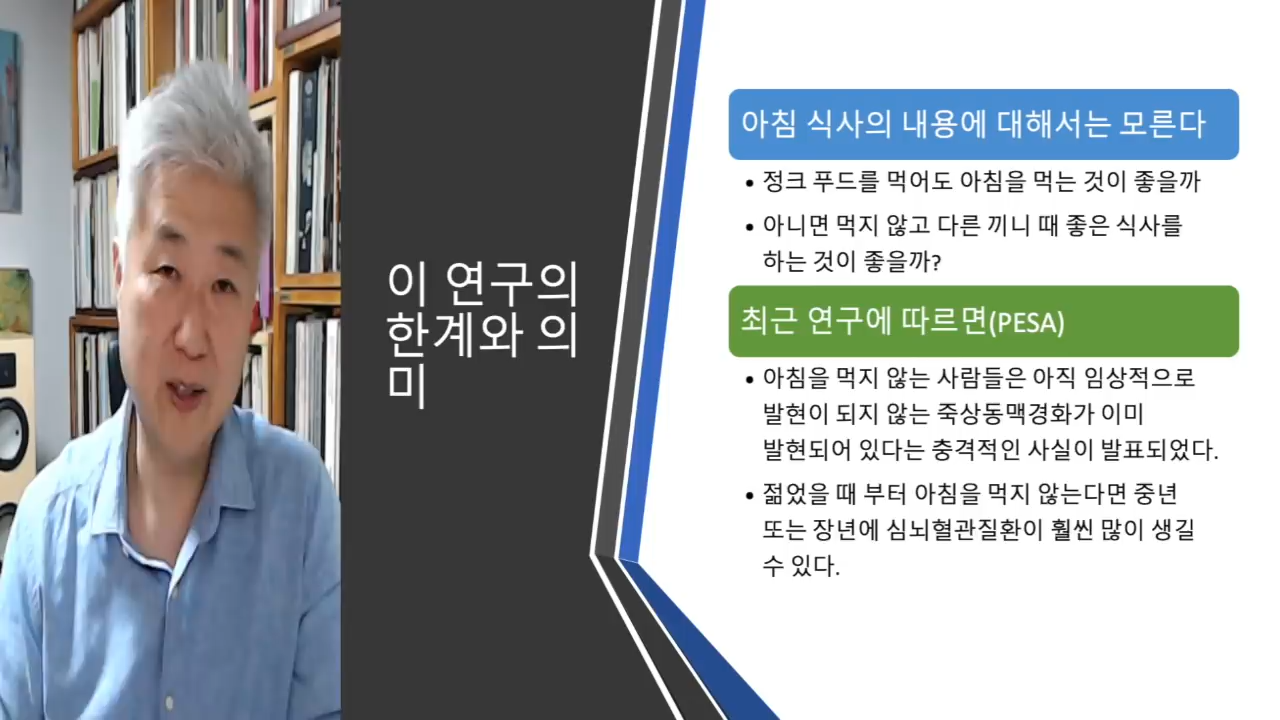 이 연구의
한계와 의
미
아침 식사의 내용에 대해서는 모른다
• 정크 푸드를 먹어도 아침을 먹는 것이 좋을까
• 아니면 먹지 않고 다른 끼니 때 좋은 식사를
하는 것이 좋을까?
최근 연구에 따르면(PESA)
• 아침을 먹지 않는 사람들은 아직 임상적으로
발현이 되지 않는 죽상동맥경화가 이미
발현되어 있다는 충격적인 사실이 발표되었다.
• 젊었을 때 부터 아침을 먹지 않는다면 중년
또는 장년에 심뇌혈관질환이 훨씬 많이 생길
수 있다.